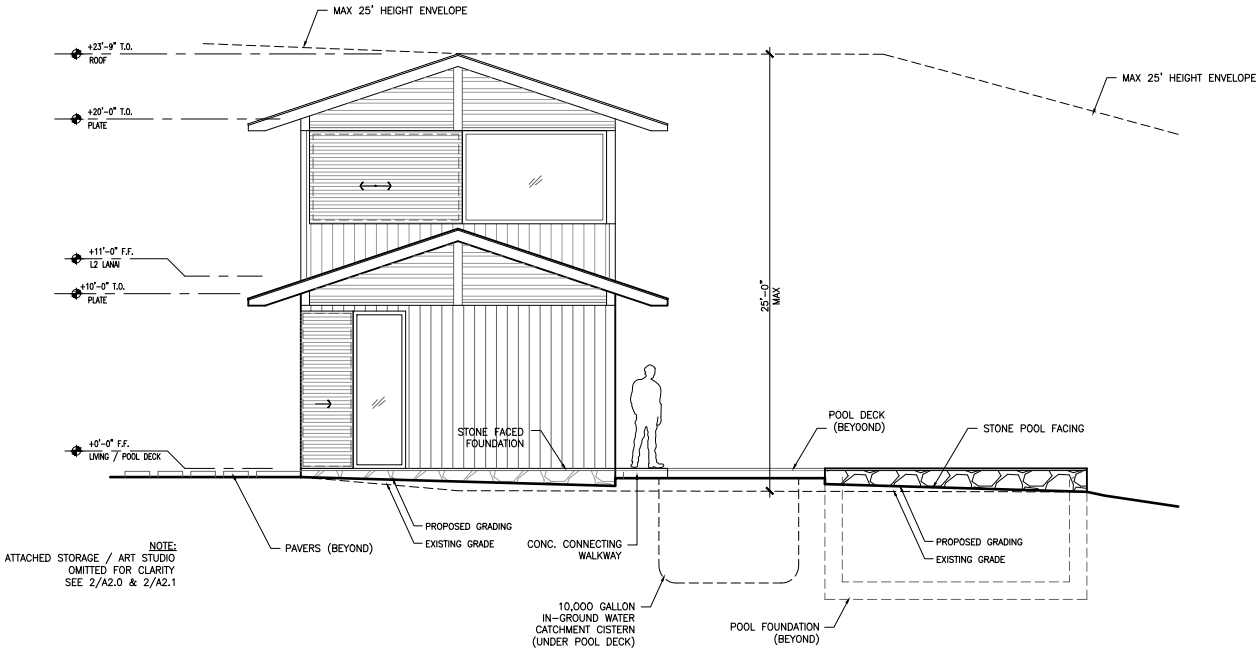 MAX 25' HEIGHT ENVELOPE
+23'-9" T.O.
ROOF
MAX 25' HEIGHT ENVELOPE
+20'-0" T.O.
PLATE
+11'-0" F.F.
L2 LANAI
+10'-0" T.O.
PLATE
25'-0"
MAX
POOL DECK
(BEYOOND)
STONE FACED
FOUNDATION
STONE POOL FACING
+0'-0" F.F.
LIVING / POOL DECK
PROPOSED GRADING
EXISTING GRADE
PAVERS (BEYOND)
CONC. CONNECTING
WALKWAY
PROPOSED GRADING
EXISTING GRADE
NOTE:
ATTACHED STORAGE / ART STUDIO
OMITTED FOR CLARITY
SEE 2/A2.0 & 2/A2.1
10,000 GALLON
IN-GROUND WATER
CATCHMENT CISTERN
(UNDER POOL DECK)
POOL FOUNDATION
(BEYOND)